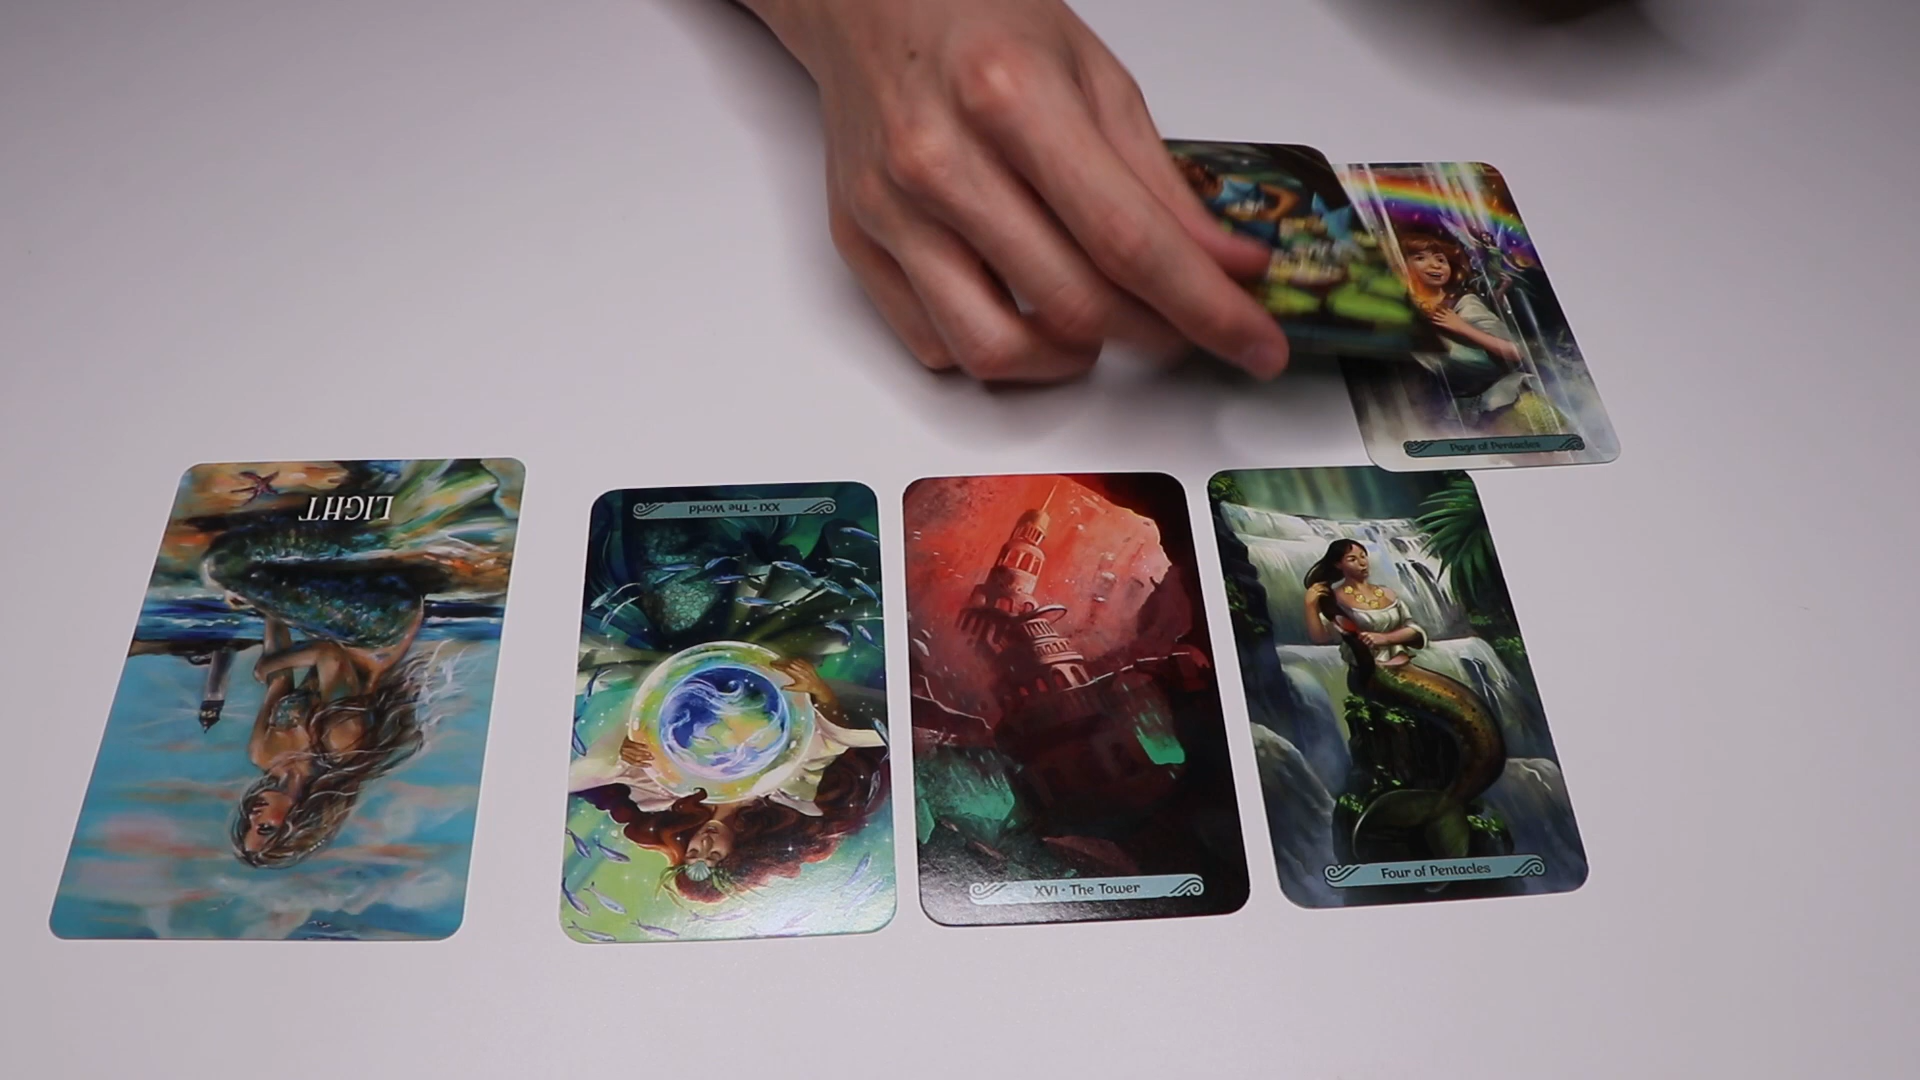 Page of Pentacles
LIGHT
XXI · The World
XVI · The Tower
Four of Pentacles